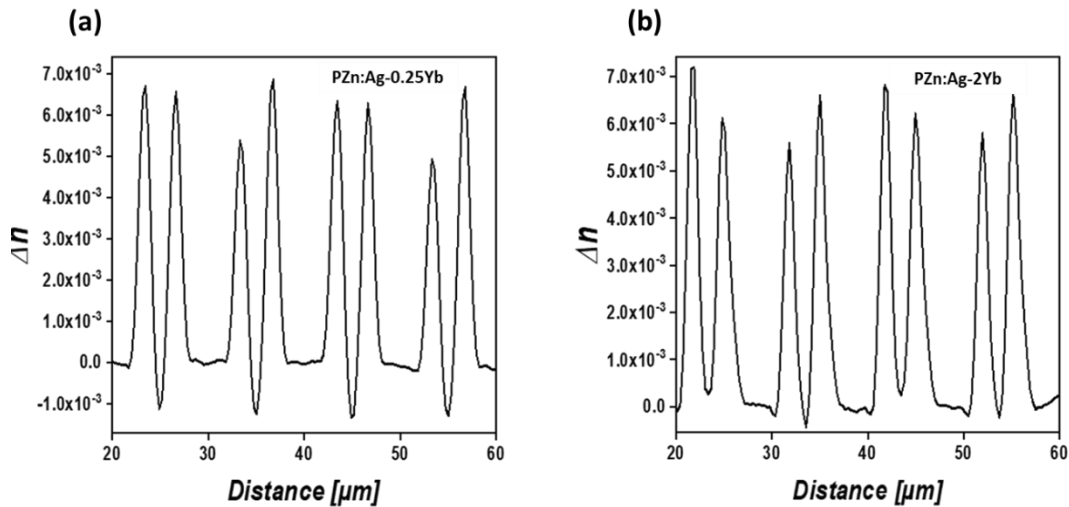 (a)
PZn:Ag-0.25Yb
7.0x10⁻³
6.0x10⁻³
5.0x10⁻³
4.0x10⁻³
3.0x10⁻³
2.0x10⁻³
1.0x10⁻³
0.0
-1.0x10⁻³
Δn
20 30 40 50 60
Distance [µm]
(b)
PZn:Ag-2Yb
7.0x10⁻³
6.0x10⁻³
5.0x10⁻³
4.0x10⁻³
3.0x10⁻³
2.0x10⁻³
1.0x10⁻³
0.0
Δn
20 30 40 50 60
Distance [µm]